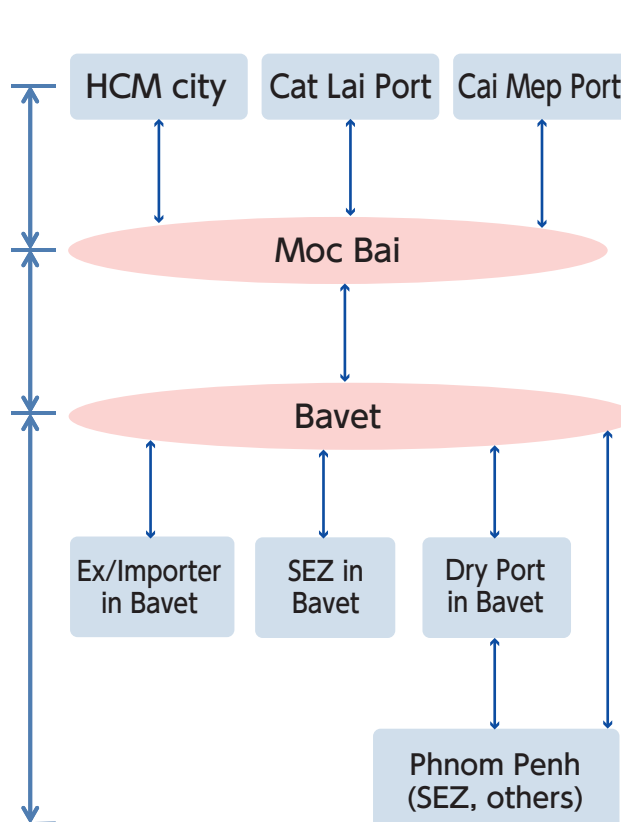 HCM city
Cat Lai Port
Cai Mep Port
Moc Bai
Bavet
Ex/Importer
in Bavet
SEZ in
Bavet
Dry Port
in Bavet
Phnom Penh
(SEZ, others)